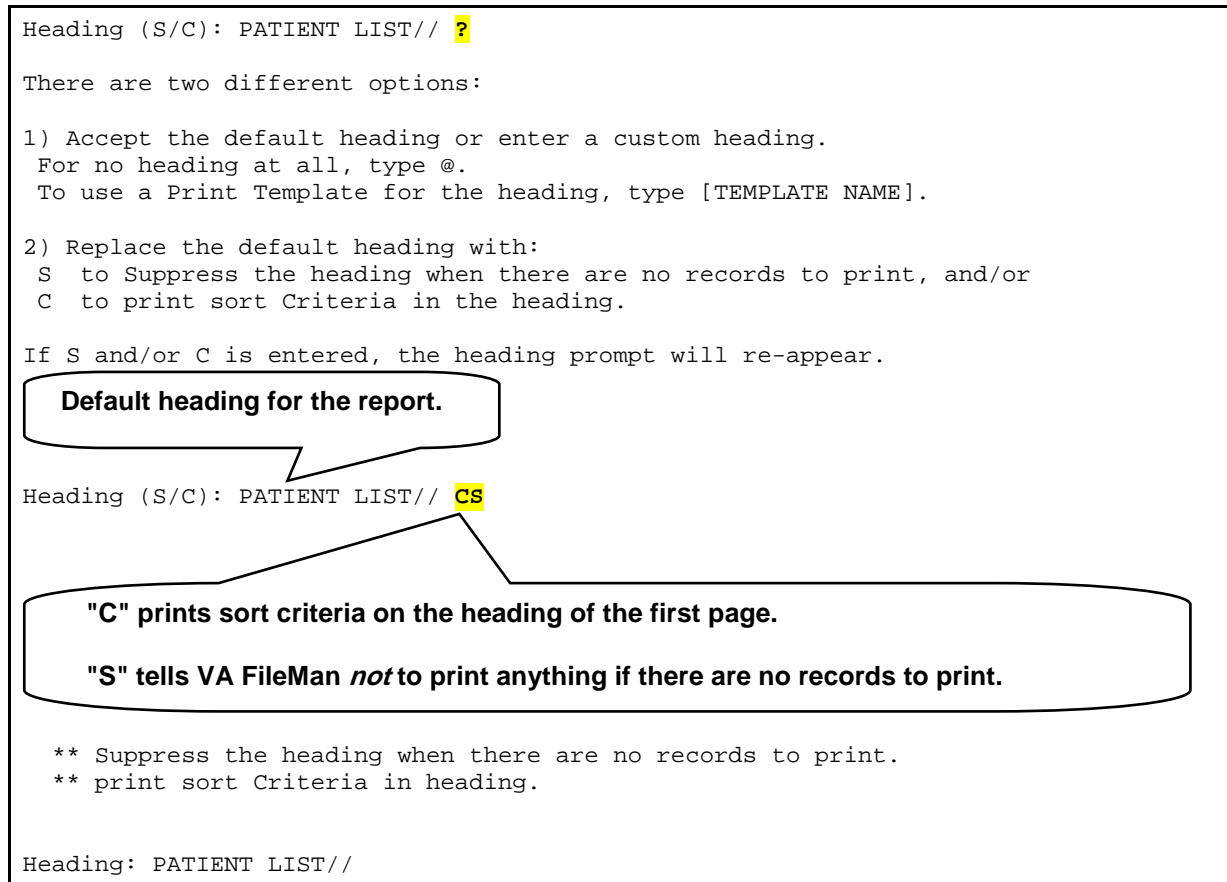 Heading (S/C): PATIENT LIST// ?
There are two different options:
1) Accept the default heading or enter a custom heading.
For no heading at all, type @.
To use a Print Template for the heading, type [TEMPLATE NAME].
2) Replace the default heading with:
S to Suppress the heading when there are no records to print, and/or
C to print sort Criteria in the heading.
If S and/or C is entered, the heading prompt will re-appear.
Default heading for the report.
Heading (S/C): PATIENT LIST// CS
"C" prints sort criteria on the heading of the first page.
"S" tells VA FileMan not to print anything if there are no records to print.
** Suppress the heading when there are no records to print.
** print sort Criteria in heading.
Heading: PATIENT LIST//